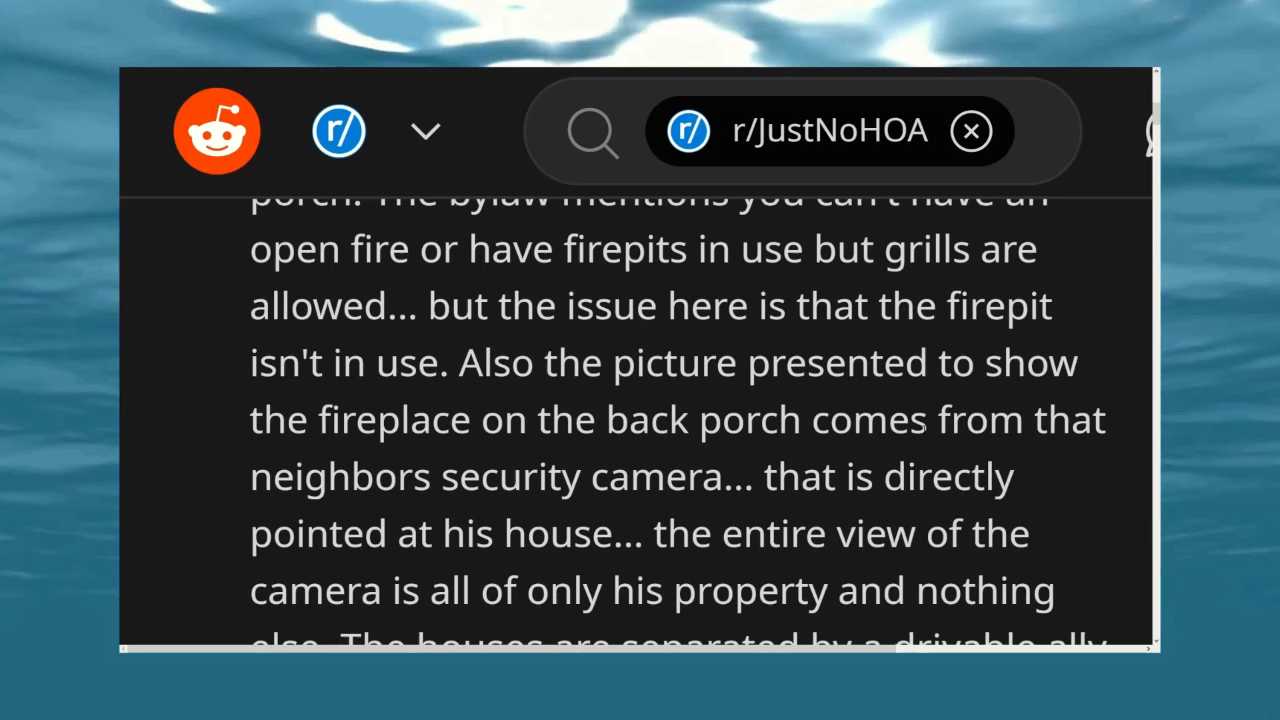 r/ r/JustNoHOA
porch. The bylaw mentions you can't have an
open fire or have firepits in use but grills are
allowed... but the issue here is that the firepit
isn't in use. Also the picture presented to show
the fireplace on the back porch comes from that
neighbors security camera... that is directly
pointed at his house... the entire view of the
camera is all of only his property and nothing
else. The houses are separated by a drivable ally